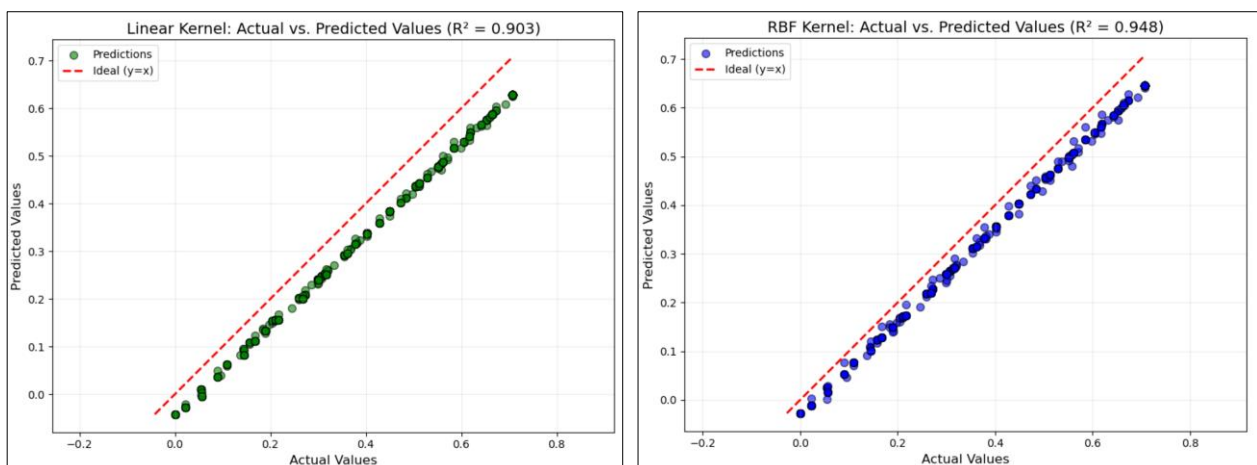 Linear Kernel: Actual vs. Predicted Values (R² = 0.903)
Predictions
Ideal (y=x)
0.7
0.6
0.5
0.4
0.3
0.2
0.1
0.0
Predicted Values
−0.2
0.0
0.2
0.4
0.6
0.8
Actual Values
RBF Kernel: Actual vs. Predicted Values (R² = 0.948)
Predictions
Ideal (y=x)
0.7
0.6
0.5
0.4
0.3
0.2
0.1
0.0
Predicted Values
−0.2
0.0
0.2
0.4
0.6
0.8
Actual Values